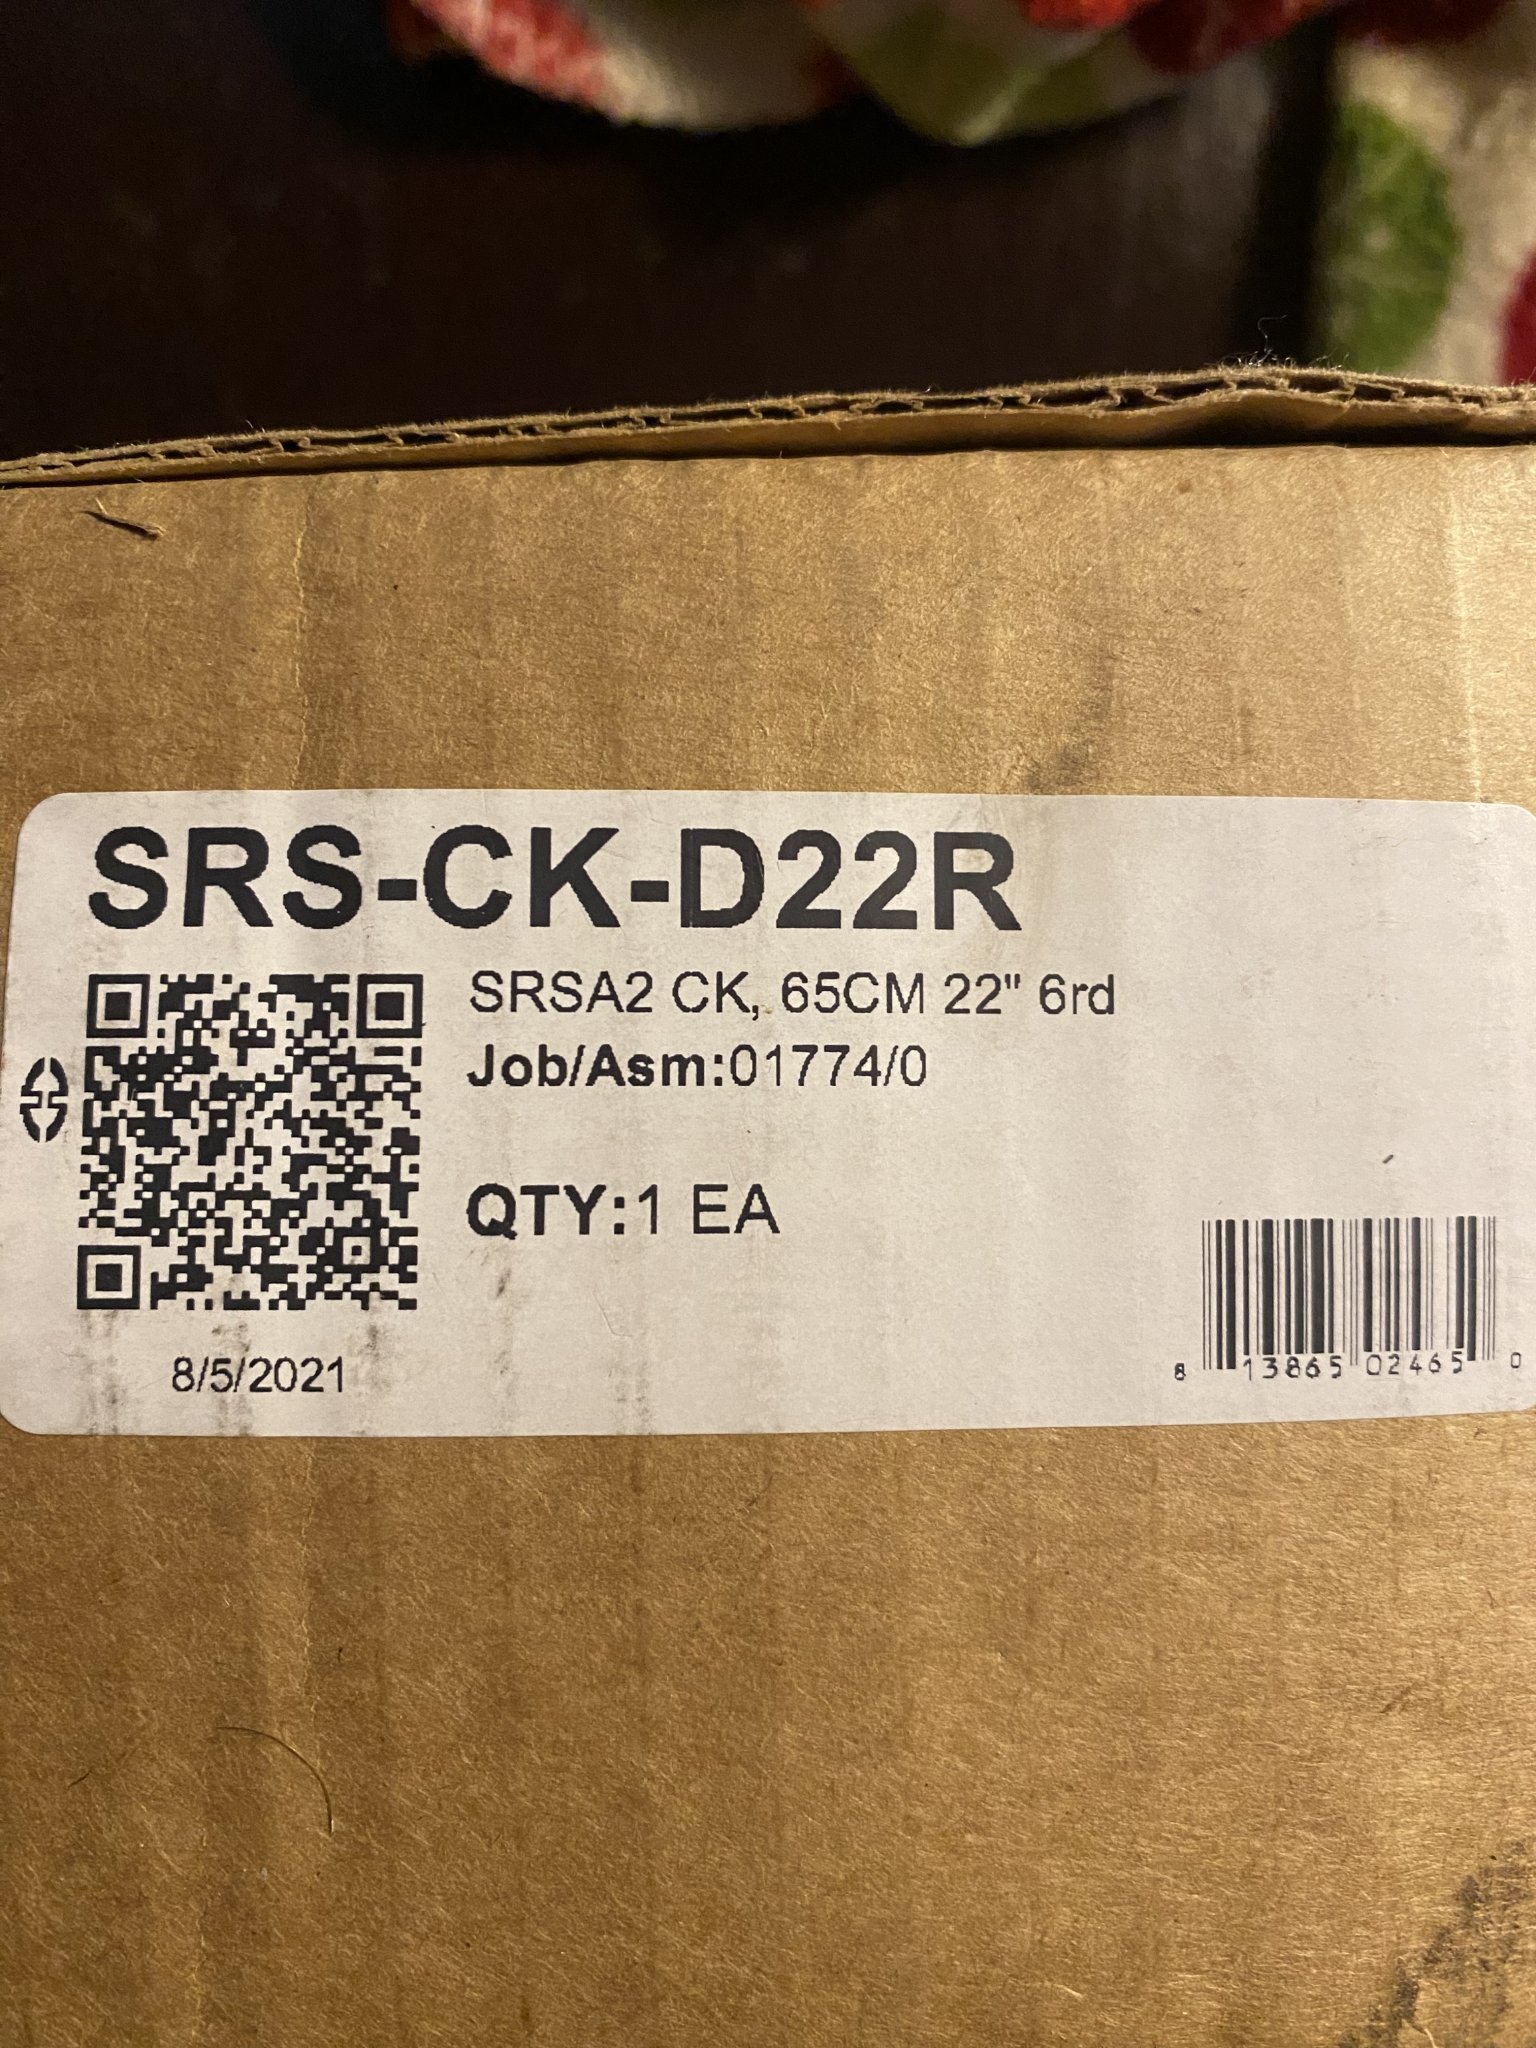 SRS-CK-D22R
SRSA2 CK, 65CM 22" 6rd
Job/Asm:01774/0
QTY:1 EA
8/5/2021
8 13865 02465 0